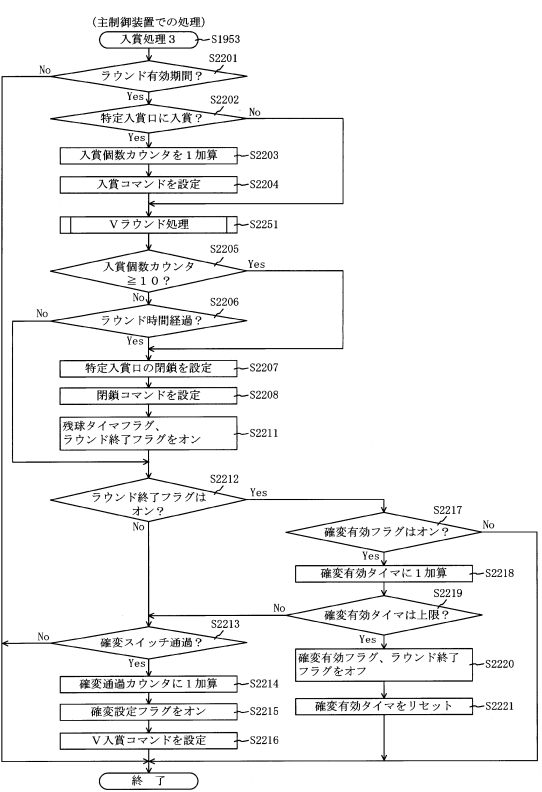 （主制御装置での処理）
入賞処理３
S1953
ラウンド有効期間？
S2201
No
Yes
特定入賞口に入賞？
S2202
No
Yes
入賞個数カウンタを１加算
S2203
入賞コマンドを設定
S2204
Ｖラウンド処理
S2251
入賞個数カウンタ
≧１０？
S2205
Yes
No
ラウンド時間経過？
S2206
No
Yes
特定入賞口の閉鎖を設定
S2207
閉鎖コマンドを設定
S2208
残球タイマフラグ、
ラウンド終了フラグをオン
S2211
ラウンド終了フラグは
オン？
S2212
Yes
No
確変有効フラグはオン？
S2217
No
Yes
確変有効タイマに１加算
S2218
確変有効タイマは上限？
S2219
No
Yes
確変有効フラグ、ラウンド終了
フラグをオフ
S2220
確変有効タイマをリセット
S2221
確変スイッチ通過？
S2213
No
Yes
確変通過カウンタに１加算
S2214
確変設定フラグをオン
S2215
Ｖ入賞コマンドを設定
S2216
終 了